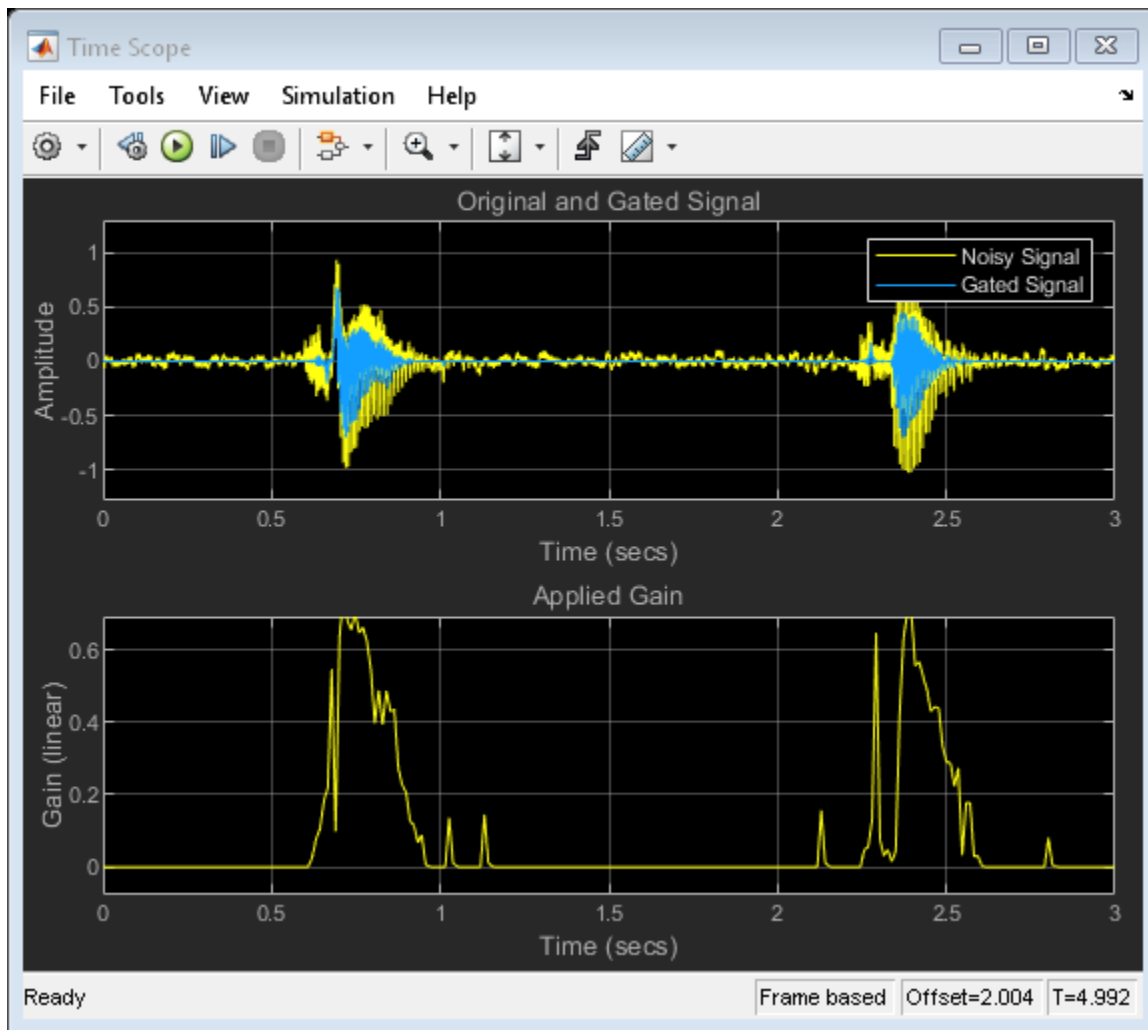 Time Scope
File Tools View Simulation Help
Original and Gated Signal
Noisy Signal
Gated Signal
Amplitude
1
0.5
0
-0.5
-1
0 0.5 1 1.5 2 2.5 3
Time (secs)
Applied Gain
Gain (linear)
0.6
0.4
0.2
0
0 0.5 1 1.5 2 2.5 3
Time (secs)
Ready Frame based Offset=2.004 T=4.992